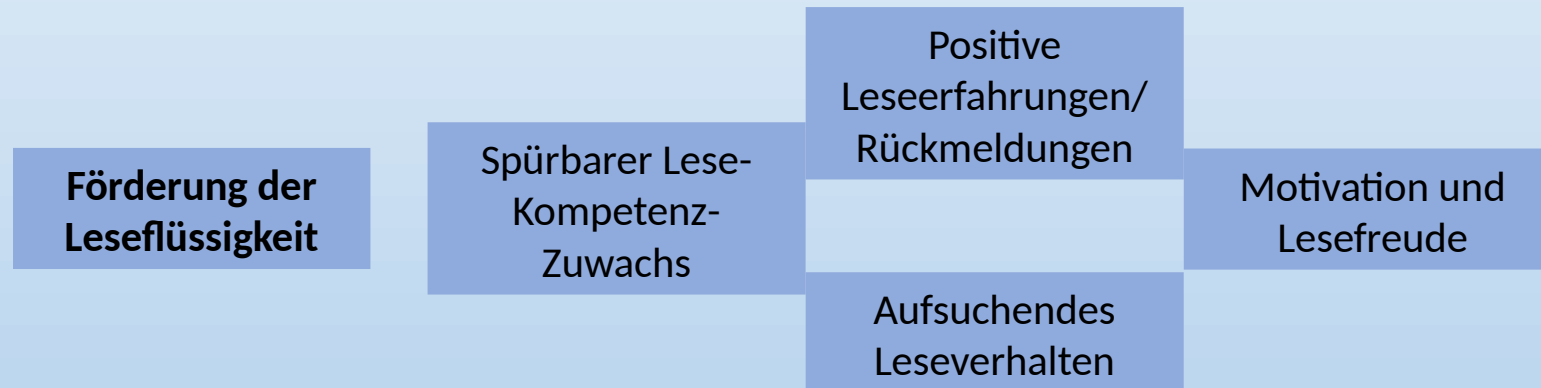 Förderung der
Leseflüssigkeit
Spürbarer Lese-
Kompetenz-
Zuwachs
Positive
Leseerfahrungen/
Rückmeldungen
Aufsuchendes
Leseverhalten
Motivation und
Lesefreude